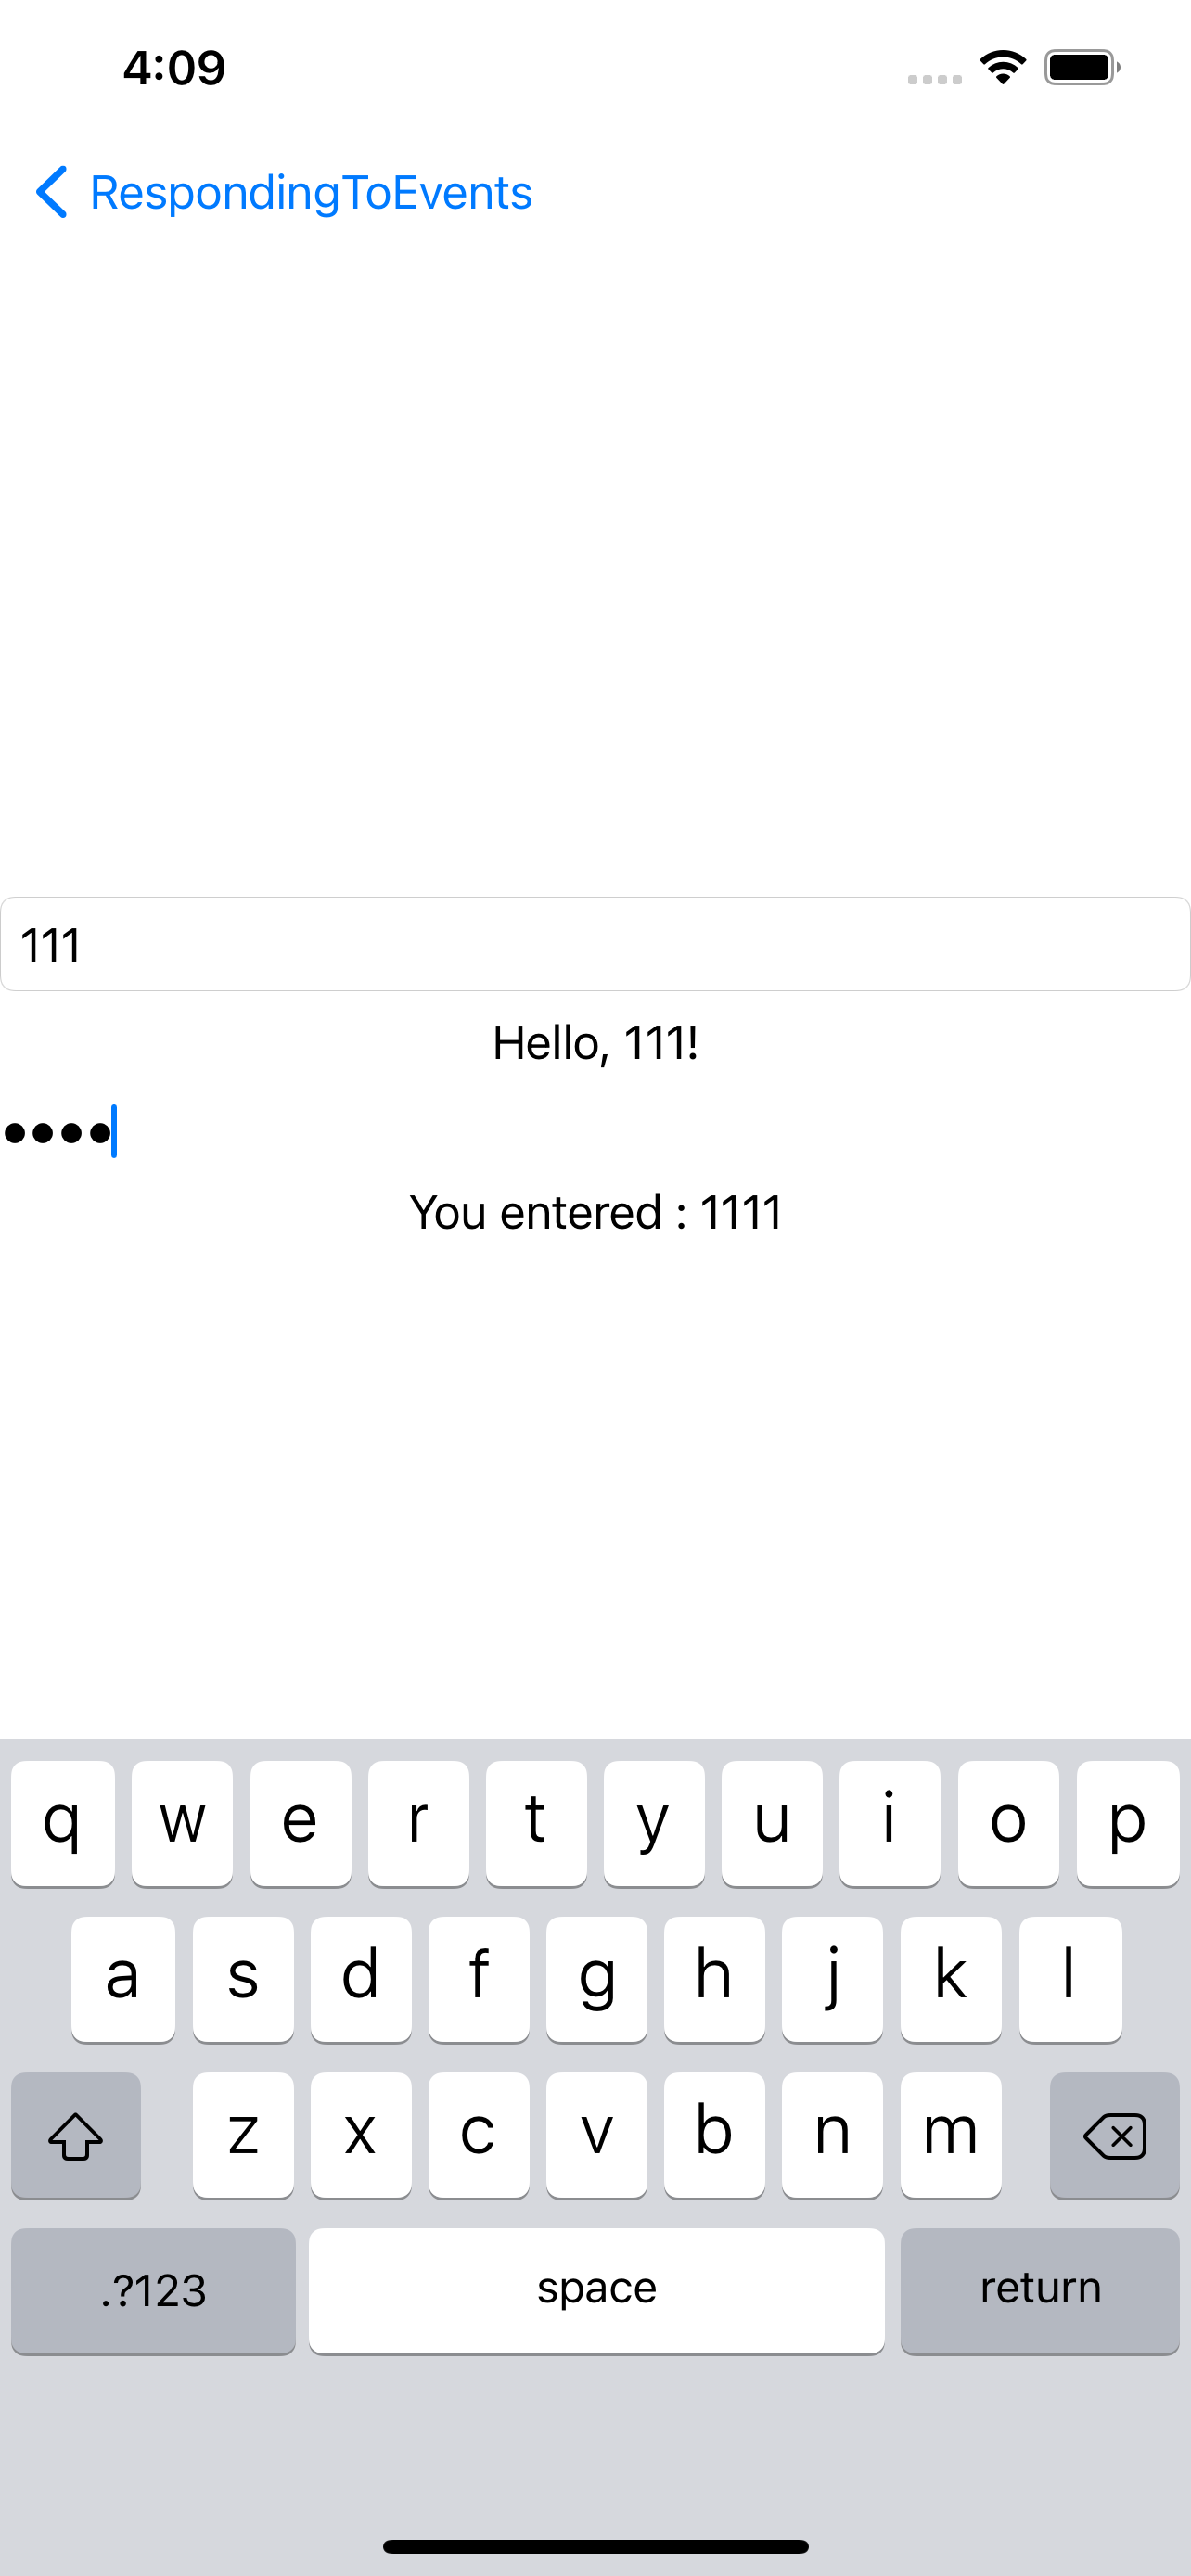 4:09
RespondingToEvents
111
Hello, 111!
••••
You entered : 1111
q w e r t y u i o p
a s d f g h j k l
z x c v b n m
.?123 space return